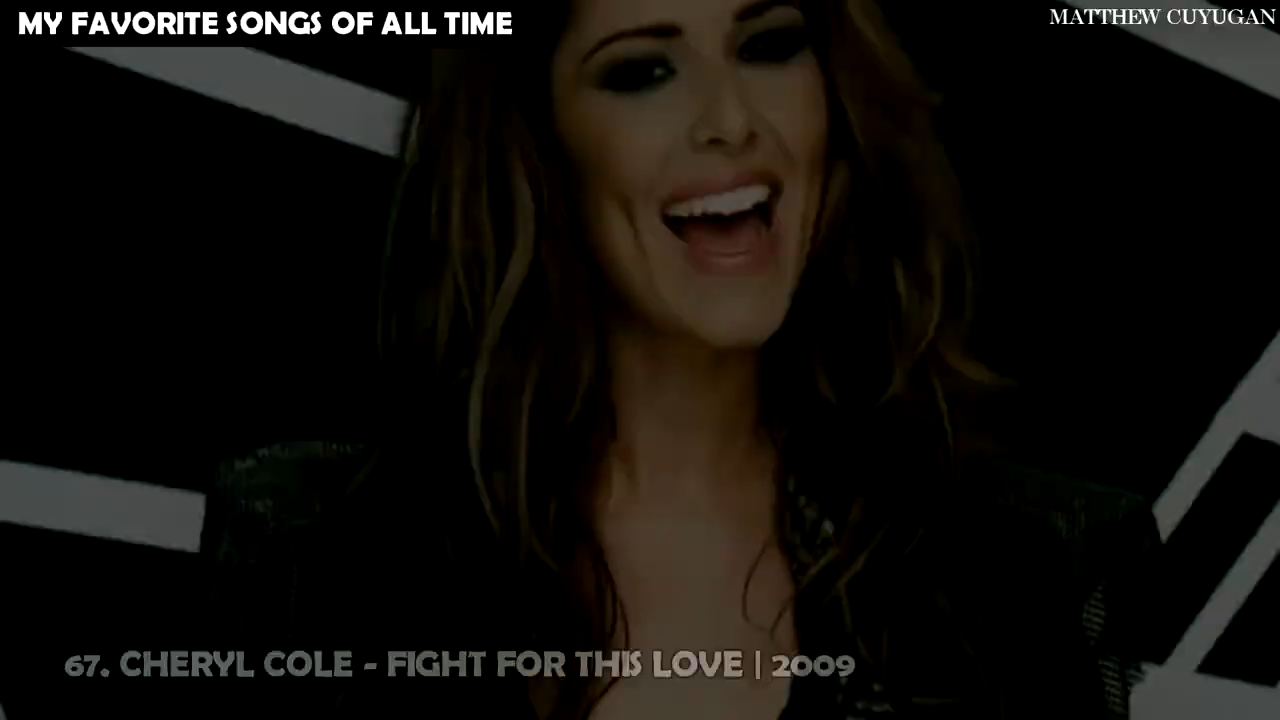 MY FAVORITE SONGS OF ALL TIME
MATTHEW CUYUGAN
67. CHERYL COLE - FIGHT FOR THIS LOVE | 2009